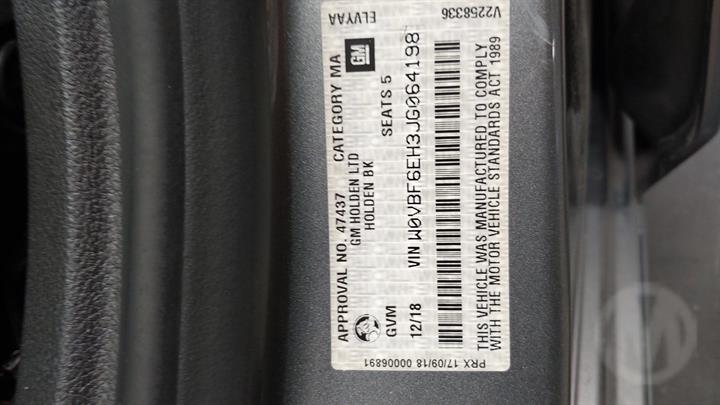 ELVYAA V2258336
APPROVAL NO. 47437 CATEGORY MA
GM HOLDEN LTD
HOLDEN BK
GM
GVM SEATS 5
12/18 VIN W0VBF6EH3JG064198
THIS VEHICLE WAS MANUFACTURED TO COMPLY
WITH THE MOTOR VEHICLE STANDARDS ACT 1989
PRX 17/09/18 00006891
M